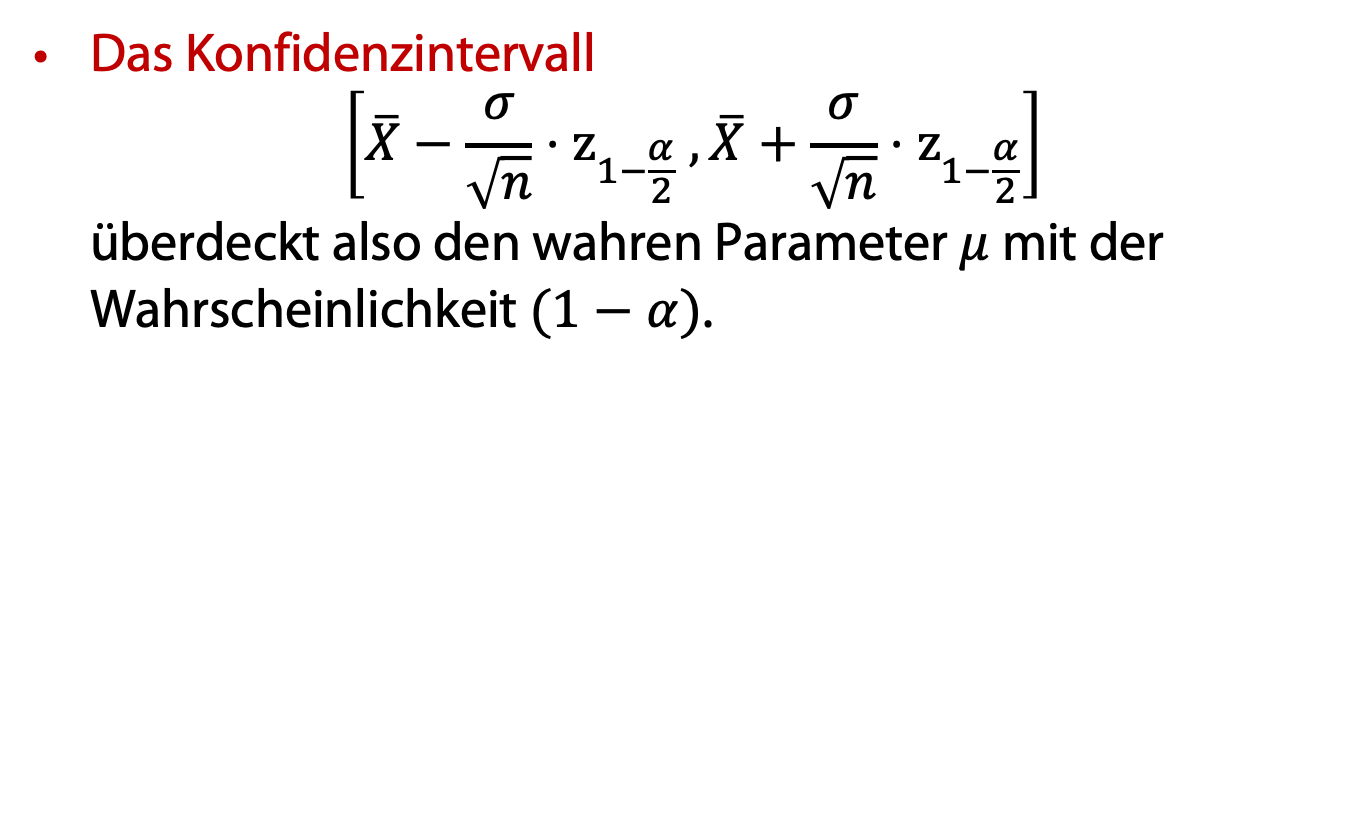 • Das Konfidenzintervall
[X̄ − σ/√n · z_{1−α/2} , X̄ + σ/√n · z_{1−α/2}]
überdeckt also den wahren Parameter μ mit der
Wahrscheinlichkeit (1 − α).